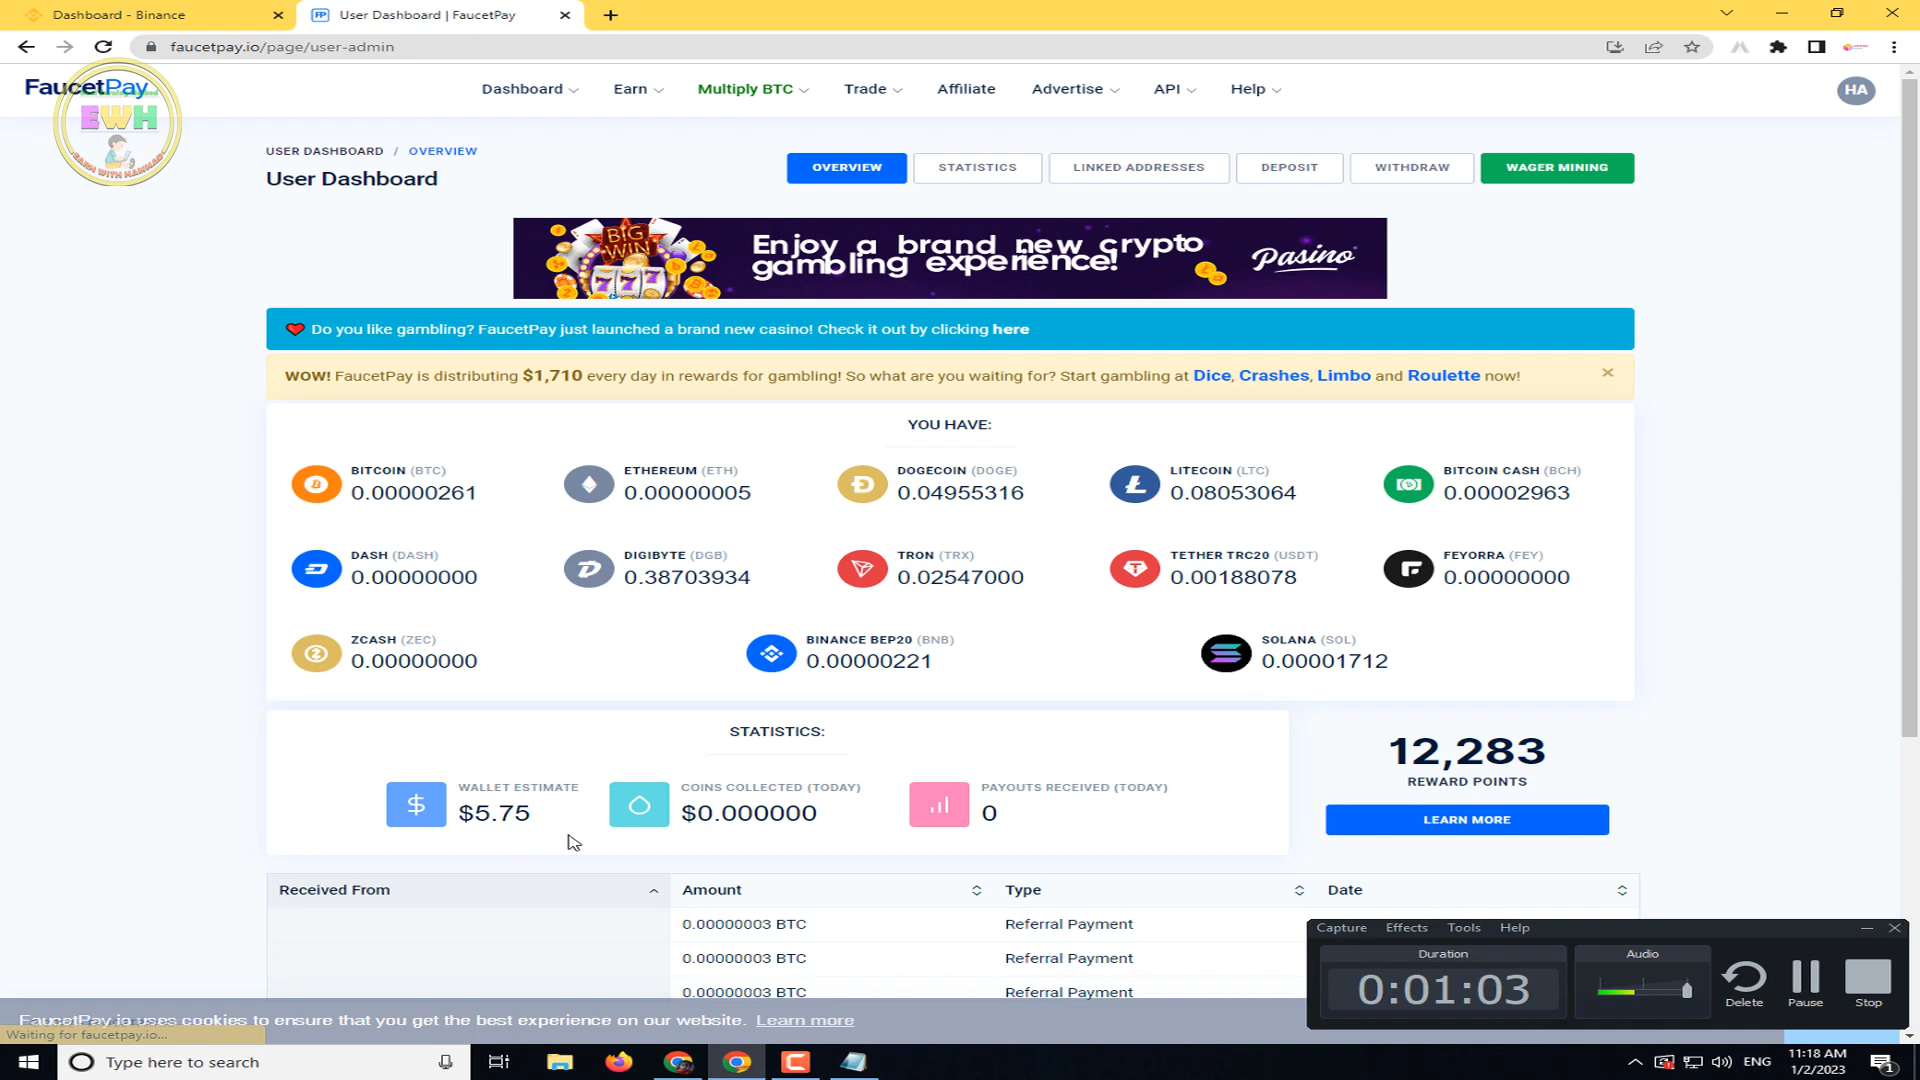 Dashboard - Binance
User Dashboard | FaucetPay
faucetpay.io/page/user-admin
FaucetPay
EWH
EARN WITH HAMMAD
Dashboard
Earn
Multiply BTC
Trade
Affiliate
Advertise
API
Help
HA
USER DASHBOARD / OVERVIEW
User Dashboard
OVERVIEW
STATISTICS
LINKED ADDRESSES
DEPOSIT
WITHDRAW
WAGER MINING
BIG WIN
777
Enjoy a brand new crypto
gambling experience!
Pasino
Do you like gambling? FaucetPay just launched a brand new casino! Check it out by clicking here
WOW! FaucetPay is distributing $1,710 every day in rewards for gambling! So what are you waiting for? Start gambling at Dice, Crashes, Limbo and Roulette now!
YOU HAVE:
BITCOIN (BTC)
0.00000261
ETHEREUM (ETH)
0.00000005
DOGECOIN (DOGE)
0.04955316
LITECOIN (LTC)
0.08053064
BITCOIN CASH (BCH)
0.00002963
DASH (DASH)
0.00000000
DIGIBYTE (DGB)
0.38703934
TRON (TRX)
0.02547000
TETHER TRC20 (USDT)
0.00188078
FEYORRA (FEY)
0.00000000
ZCASH (ZEC)
0.00000000
BINANCE BEP20 (BNB)
0.00000221
SOLANA (SOL)
0.00001712
STATISTICS:
WALLET ESTIMATE
$5.75
COINS COLLECTED (TODAY)
$0.000000
PAYOUTS RECEIVED (TODAY)
0
12,283
REWARD POINTS
LEARN MORE
Received From
Amount
Type
Date
0.00000003 BTC
Referral Payment
0.00000003 BTC
Referral Payment
0.00000003 BTC
Referral Payment
Capture Effects Tools Help
Duration
0:01:03
Audio
Delete
Pause
Stop
FaucetPay.io uses cookies to ensure that you get the best experience on our website. Learn more
Waiting for faucetpay.io...
Type here to search
ENG
11:18 AM
1/2/2023
1